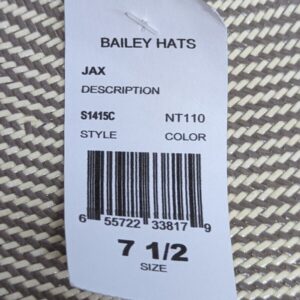 BAILEY HATS
JAX
DESCRIPTION
S1415C NT110
STYLE COLOR
6 55722 33817 9
7 1/2
SIZE